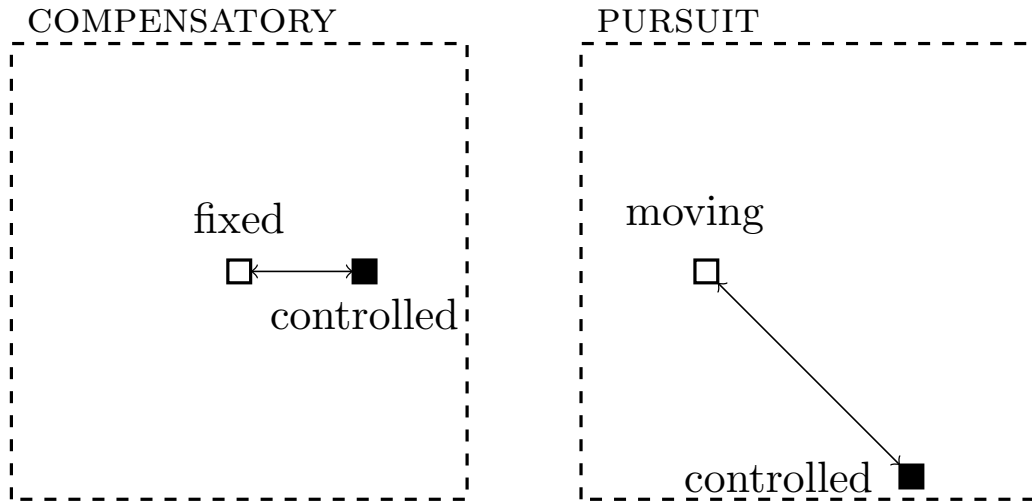 COMPENSATORY
fixed
controlled
PURSUIT
moving
controlled